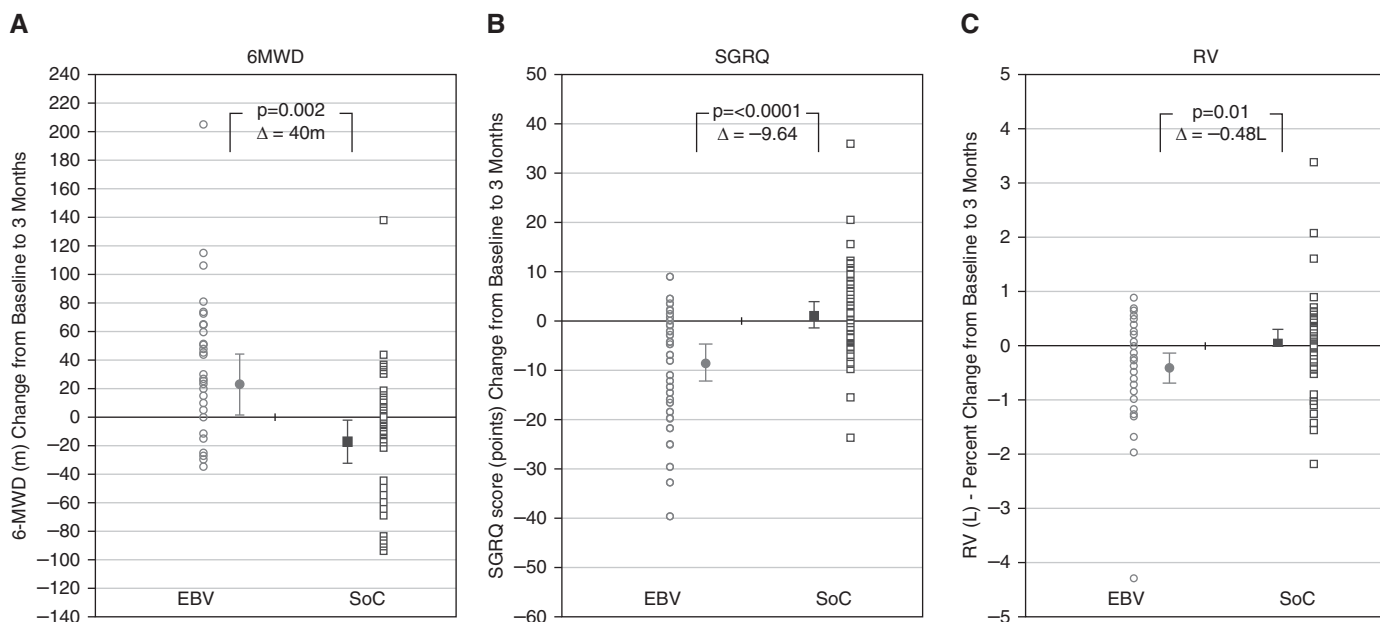 A
6MWD
6-MWD (m) Change from Baseline to 3 Months
240
220
200
180
160
140
120
100
80
60
40
20
0
−20
−40
−60
−80
−100
−120
−140
p=0.002
Δ = 40m
EBV
SoC
B
SGRQ
SGRQ score (points) Change from Baseline to 3 Months
50
40
30
20
10
0
−10
−20
−30
−40
−50
−60
p=<0.0001
Δ = −9.64
EBV
SoC
C
RV
RV (L) - Percent Change from Baseline to 3 Months
5
4
3
2
1
0
−1
−2
−3
−4
−5
p=0.01
Δ = −0.48L
EBV
SoC